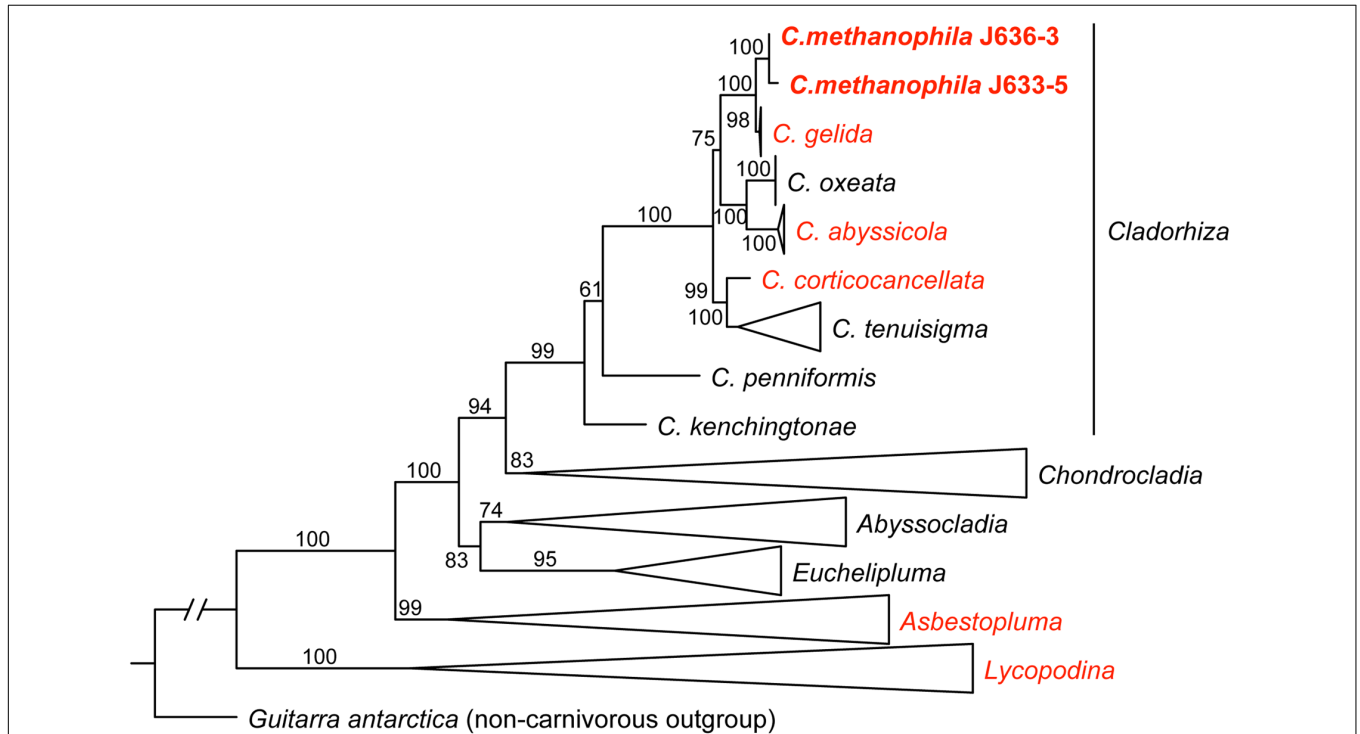 C.methanophila J636-3
100
100
C.methanophila J633-5
98
C. gelida
75
100
C. oxeata
100
100
100
C. abyssicola
Cladorhiza
C. corticocancellata
99
61
100
C. tenuisigma
99
C. penniformis
94
C. kenchingtonae
83
100
Chondrocladia
74
Abyssocladia
100
83
95
Euchelipluma
99
Asbestopluma
100
Lycopodina
Guitarra antarctica (non-carnivorous outgroup)